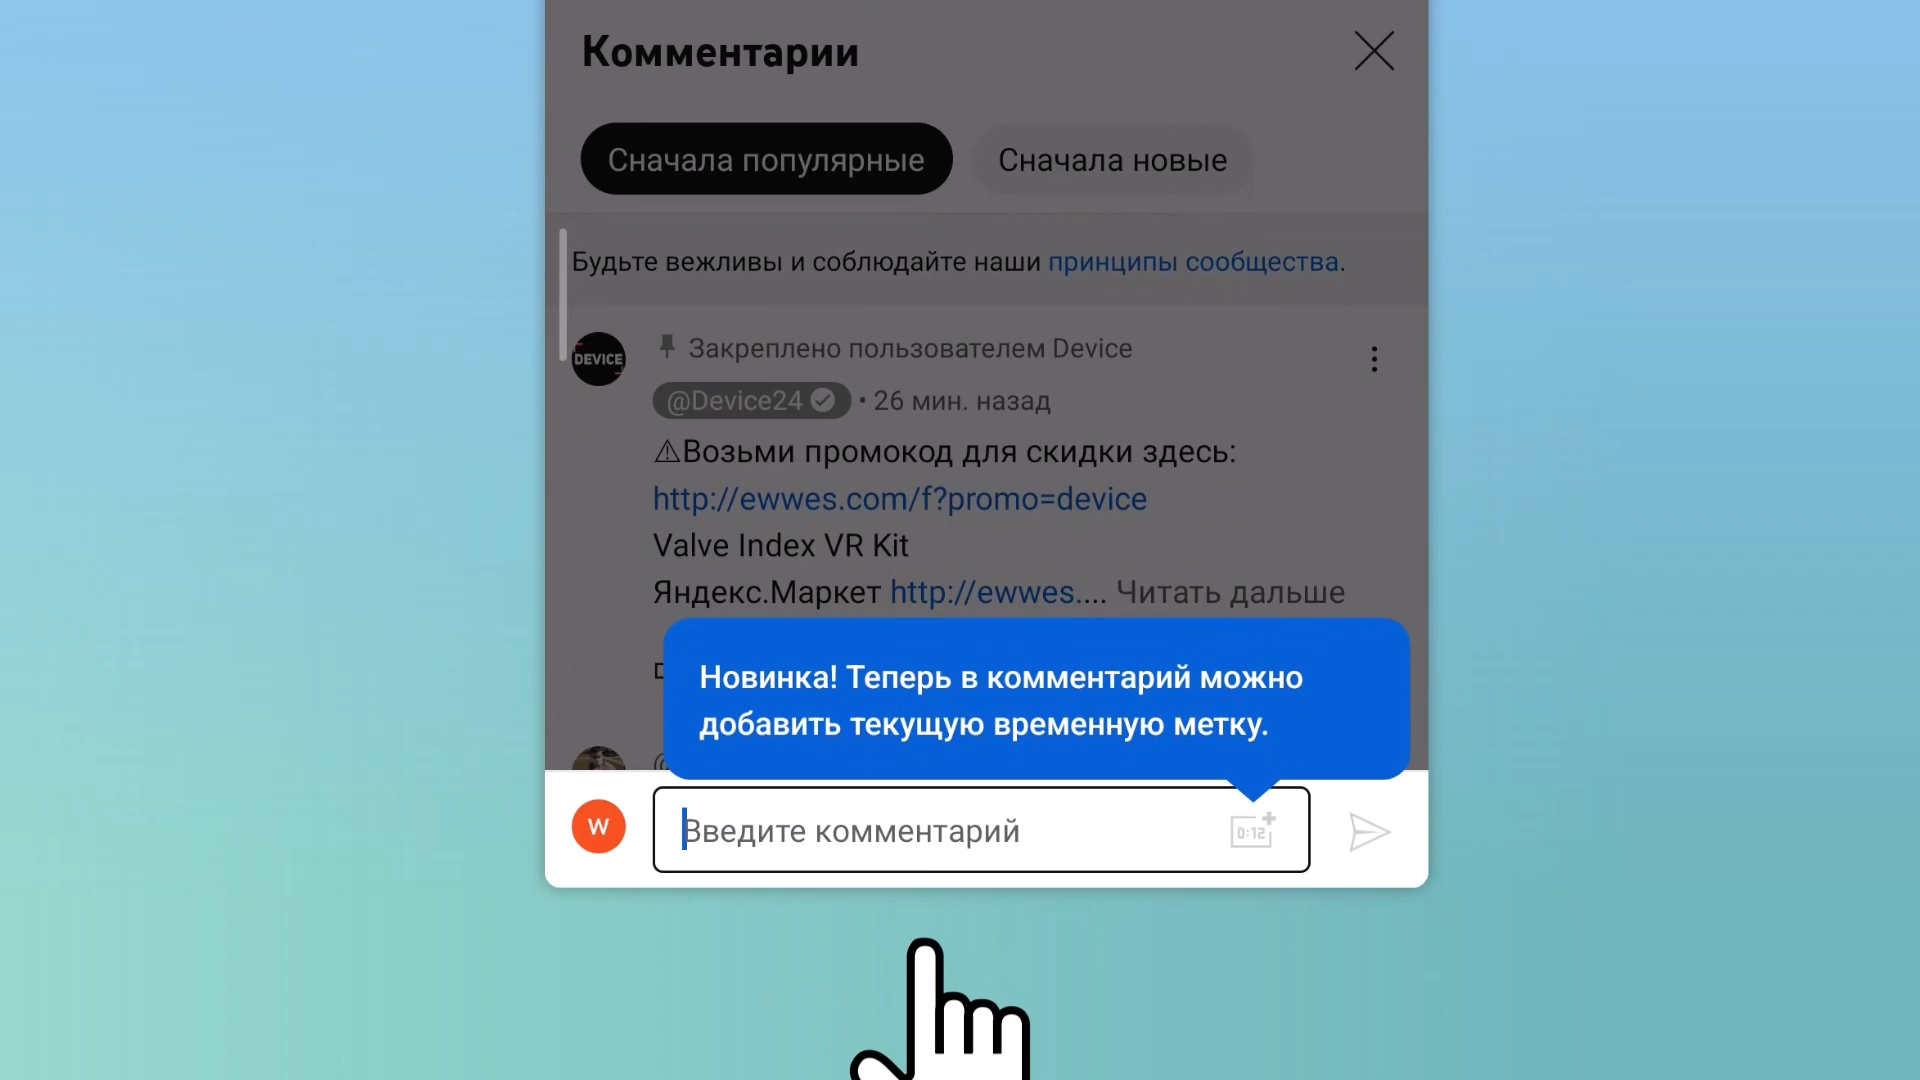 Комментарии
Сначала популярные
Сначала новые
Будьте вежливы и соблюдайте наши принципы сообщества.
DEVICE
Закреплено пользователем Device
@Device24 • 26 мин. назад
⚠Возьми промокод для скидки здесь:
http://ewwes.com/f?promo=device
Valve Index VR Kit
Яндекс.Маркет http://ewwes.... Читать дальше
Новинка! Теперь в комментарий можно
добавить текущую временную метку.
W
Введите комментарий
0:12